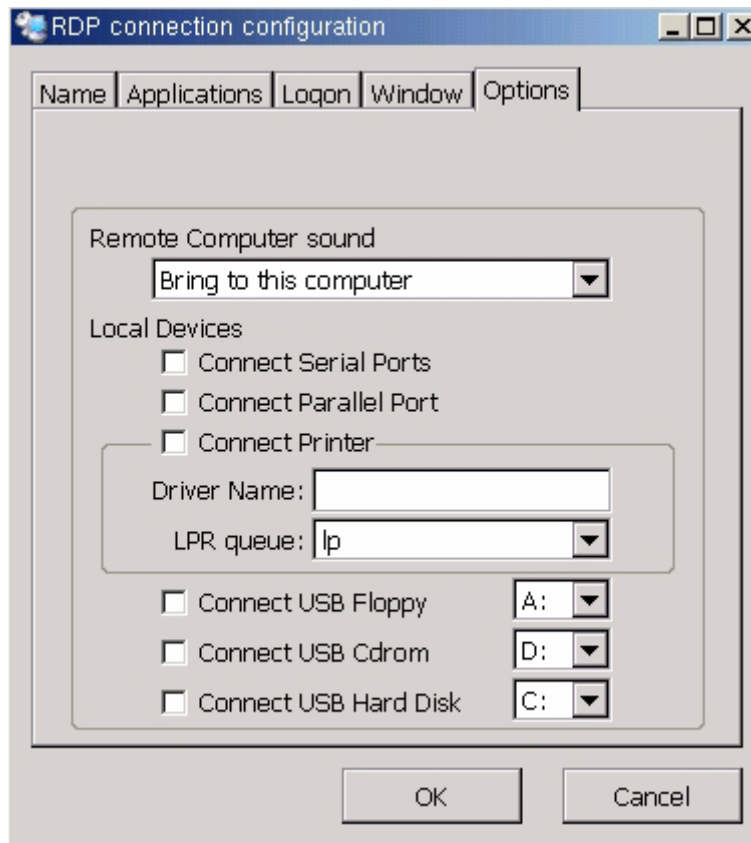 RDP connection configuration
Name Applications Logon Window Options
Remote Computer sound
Bring to this computer
Local Devices
Connect Serial Ports
Connect Parallel Port
Connect Printer
Driver Name:
LPR queue: lp
Connect USB Floppy A:
Connect USB Cdrom D:
Connect USB Hard Disk C:
OK Cancel